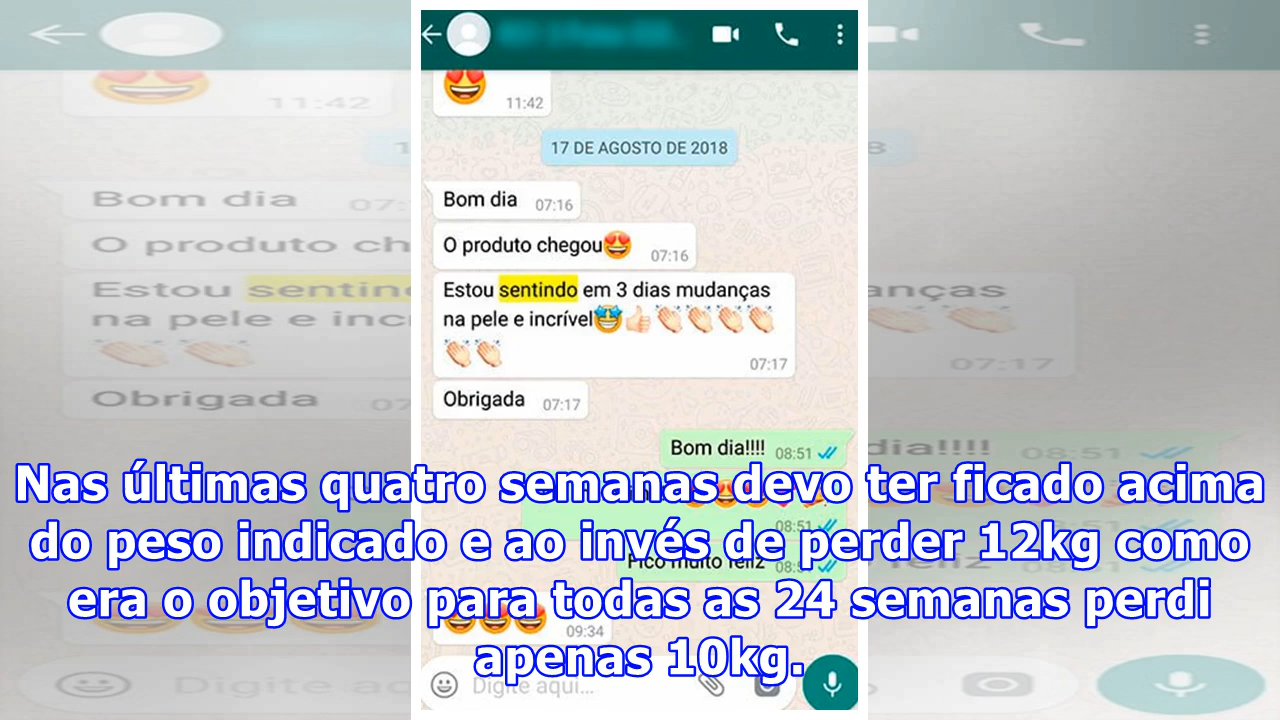 11:42
17 DE AGOSTO DE 2018
Bom dia 07:16
O produto chegou 07:16
Estou sentindo em 3 dias mudanças
na pele e incrível
07:17
Obrigada 07:17
Bom dia!!!! 08:51
08:51
Fico muito feliz
09:34
Digite aqui...
Nas últimas quatro semanas devo ter ficado acima
do peso indicado e ao invés de perder 12kg como
era o objetivo para todas as 24 semanas perdi
apenas 10kg.